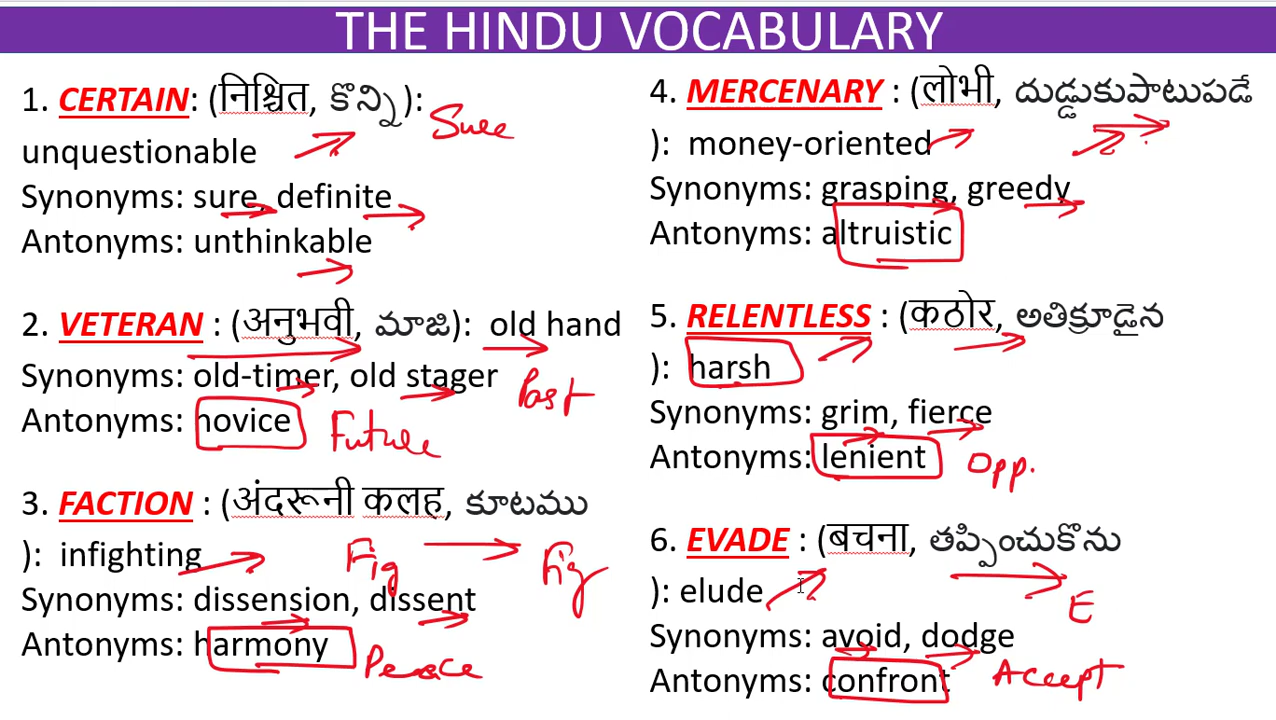 THE HINDU VOCABULARY
1. CERTAIN: (निश्चित, కొన్ని ): Sure
unquestionable
Synonyms: sure, definite
Antonyms: unthinkable
2. VETERAN : (अनुभवी, మాజి): old hand
Synonyms: old-timer, old stager
Past
Antonyms: novice Future
3. FACTION : (अंदरूनी कलह, కూటము
): infighting Fig Fig
Synonyms: dissension, dissent
Antonyms: harmony Peace
4. MERCENARY : (लोभी, దుడ్డుకుపాటుపడే
): money-oriented
Synonyms: grasping, greedy
Antonyms: altruistic
5. RELENTLESS : (कठोर, అతిక్రూడైన
): harsh
Synonyms: grim, fierce
Antonyms: lenient Opp.
6. EVADE : (बचना, తప్పించుకొను
): elude E
Synonyms: avoid, dodge
Antonyms: confront Accept